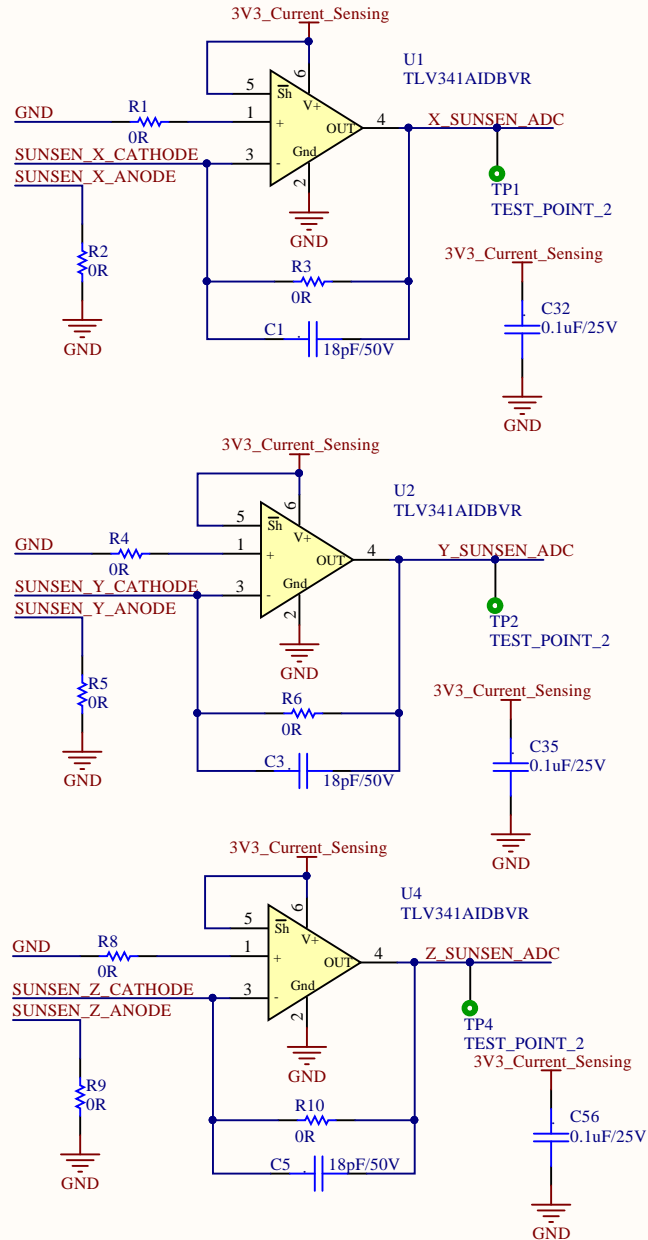 3V3_Current_Sensing
U1
TLV341AIDBVR
5
Sh
6
V+
GND
R1
0R
1
+
OUT
4
X_SUNSEN_ADC
SUNSEN_X_CATHODE
3
-
Gnd
2
SUNSEN_X_ANODE
TP1
TEST_POINT_2
GND
R2
0R
R3
0R
3V3_Current_Sensing
C1
18pF/50V
C32
0.1uF/25V
GND
GND
3V3_Current_Sensing
U2
TLV341AIDBVR
5
Sh
6
V+
GND
R4
0R
1
+
OUT
4
Y_SUNSEN_ADC
SUNSEN_Y_CATHODE
3
-
Gnd
2
SUNSEN_Y_ANODE
TP2
TEST_POINT_2
GND
R5
0R
R6
0R
3V3_Current_Sensing
C3
18pF/50V
C35
0.1uF/25V
GND
GND
3V3_Current_Sensing
U4
TLV341AIDBVR
5
Sh
6
V+
GND
R8
0R
1
+
OUT
4
Z_SUNSEN_ADC
SUNSEN_Z_CATHODE
3
-
Gnd
2
SUNSEN_Z_ANODE
TP4
TEST_POINT_2
3V3_Current_Sensing
GND
R9
0R
R10
0R
C5
18pF/50V
C56
0.1uF/25V
GND
GND